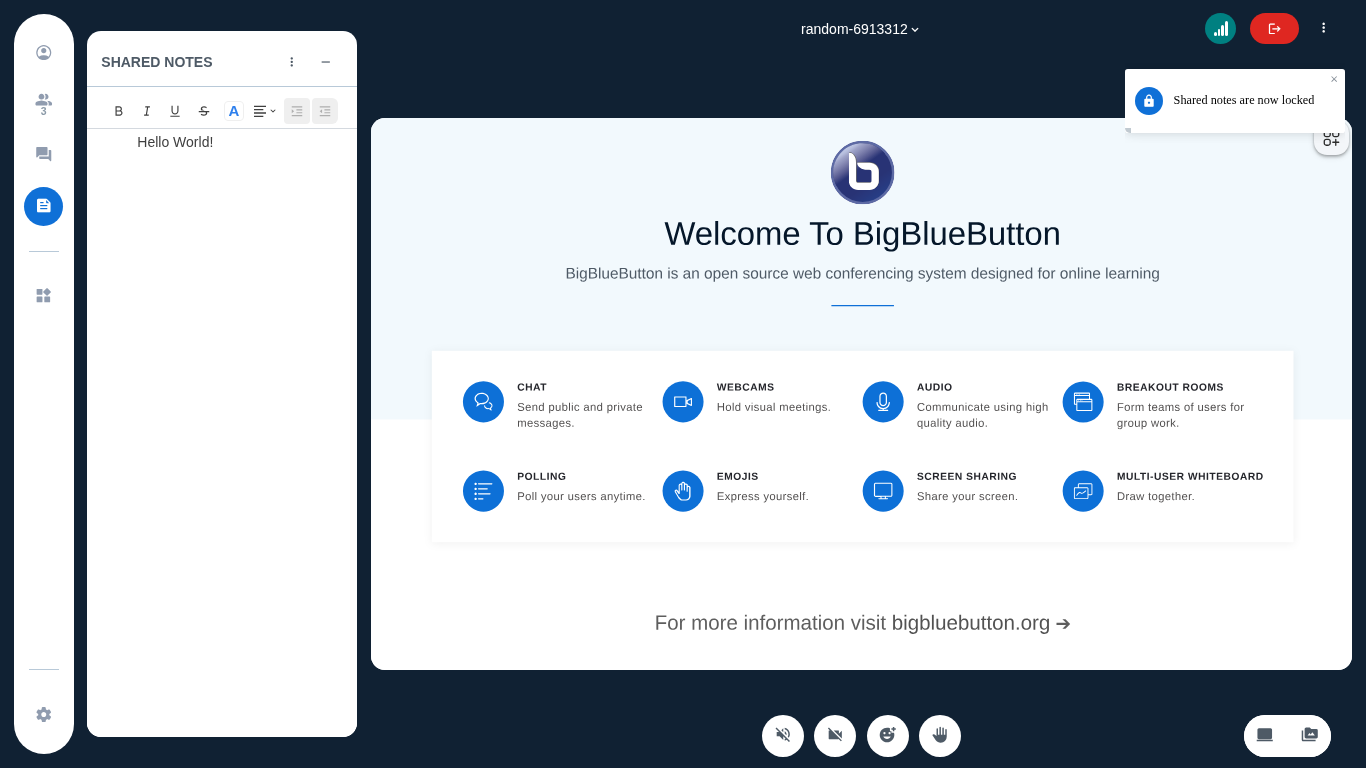 random-6913312
3
SHARED NOTES
B I U S A
Hello World!
Shared notes are now locked
Welcome To BigBlueButton
BigBlueButton is an open source web conferencing system designed for online learning
CHAT
Send public and private
messages.
WEBCAMS
Hold visual meetings.
AUDIO
Communicate using high
quality audio.
BREAKOUT ROOMS
Form teams of users for
group work.
POLLING
Poll your users anytime.
EMOJIS
Express yourself.
SCREEN SHARING
Share your screen.
MULTI-USER WHITEBOARD
Draw together.
For more information visit bigbluebutton.org ➔